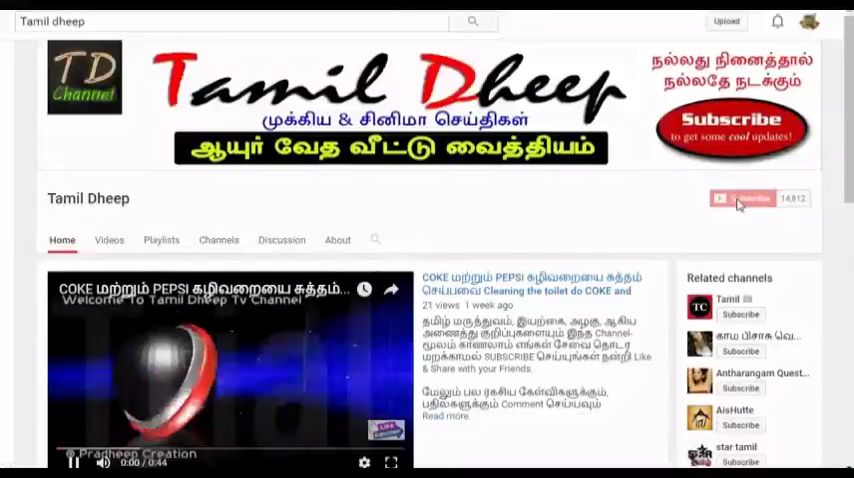 Tamil dheep
Upload
TD
Channel
Tamil Dheep
முக்கிய & சினிமா செய்திகள்
ஆயுர் வேத வீட்டு வைத்தியம்
நல்லது நினைத்தால்
நல்லதே நடக்கும்
Subscribe
to get some cool updates!
Tamil Dheep
Subscribe 14,812
Home Videos Playlists Channels Discussion About
COKE மற்றும் PEPSI கழிவறையை சுத்தம்...
Welcome To Tamil Dheep Tv Channel
© Pradheep Creation
0:00 / 0:44
COKE மற்றும் PEPSI கழிவறையை சுத்தம்
செய்பவை Cleaning the toilet do COKE and
21 views 1 week ago
தமிழ் மருத்துவம், இயற்கை, அழகு, ஆகிய
அணைத்து குறிப்புகளையும் இந்த Channel-
மூலம் காணலாம் எங்கள் சேவை தொடர
மறக்காமல் SUBSCRIBE செய்யுங்கள் நன்றி Like
& Share with your Friends.
மேலும் பல ரகசிய கேள்விகளுக்கும்,
பதில்களுக்கும் Comment செய்யவும்
Read more
Related channels
TC
Tamil
Subscribe
காம பிசாசு வெ...
Subscribe
Antharangam Quest...
Subscribe
AisHutte
Subscribe
star tamil
Subscribe